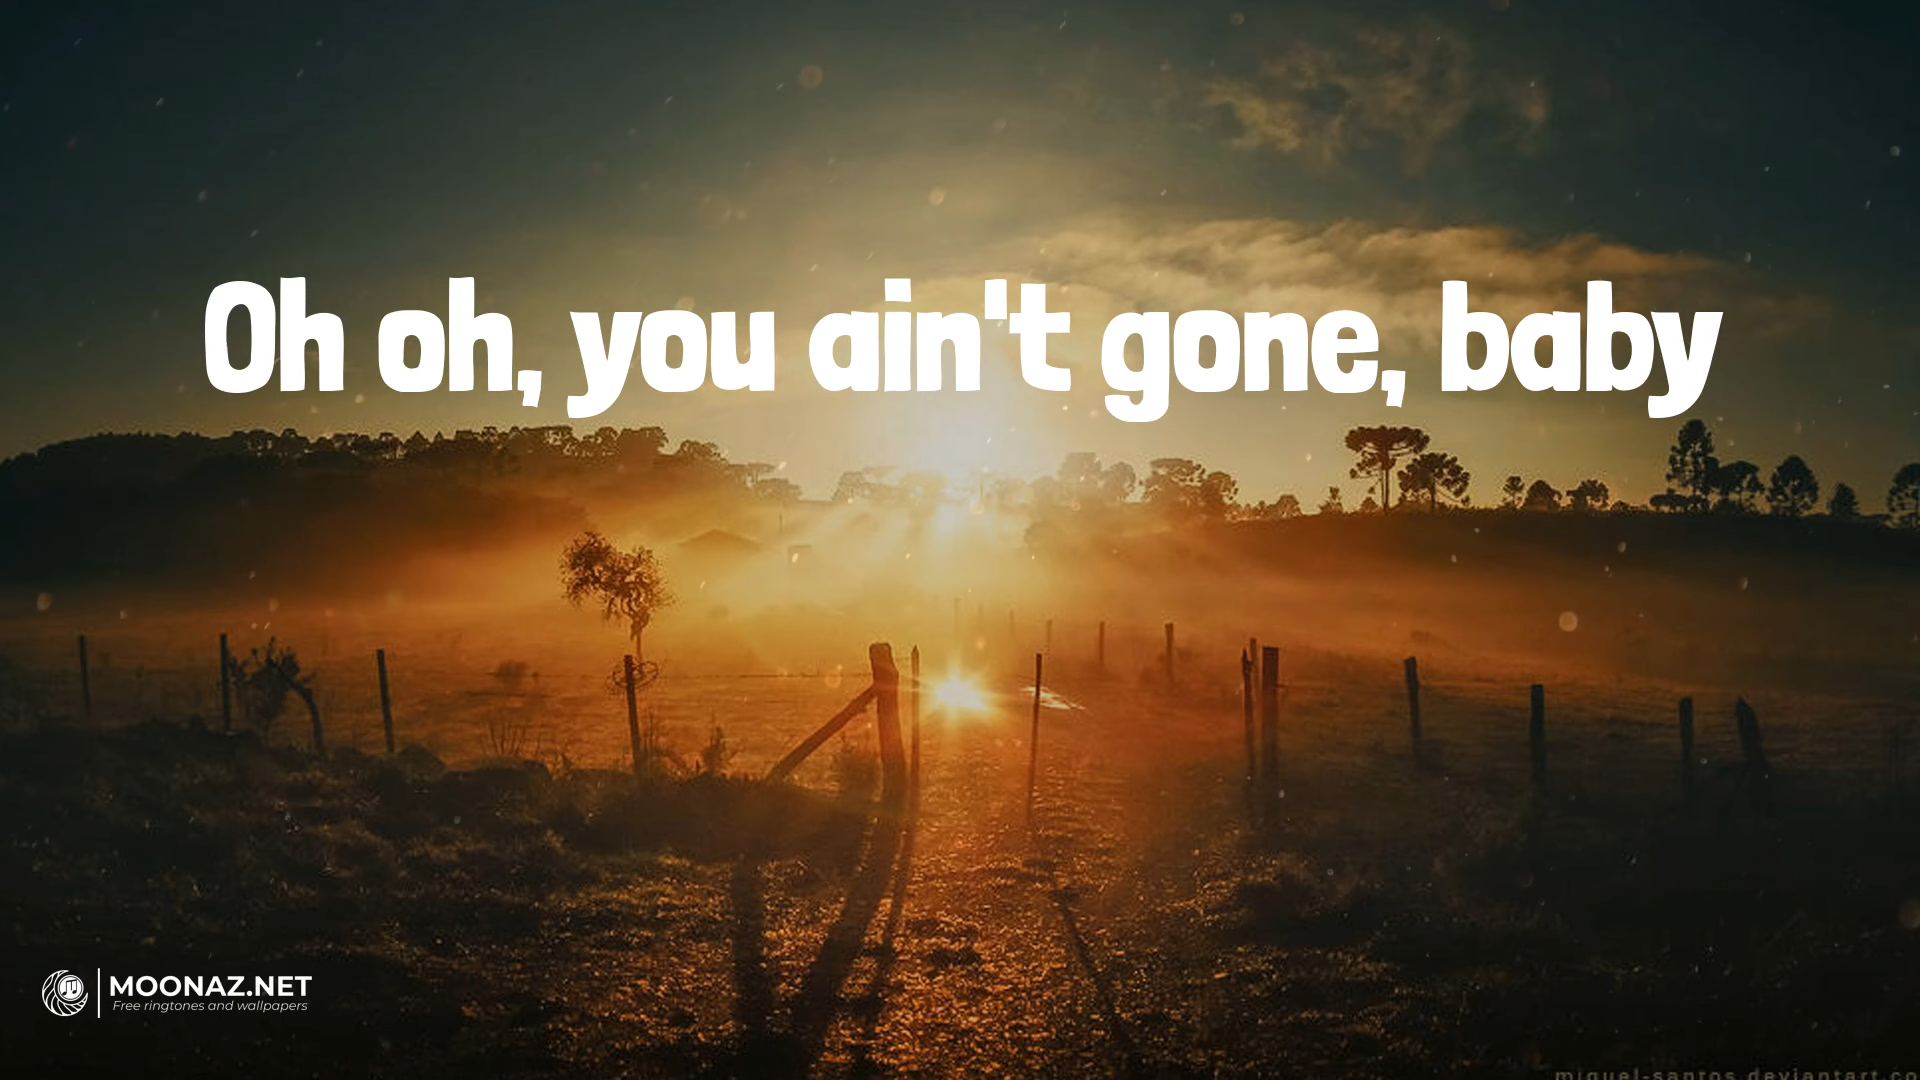 Oh oh, you ain't gone, baby
MOONAZ.NET
Free ringtones and wallpapers
miguel-santos.deviantart.co